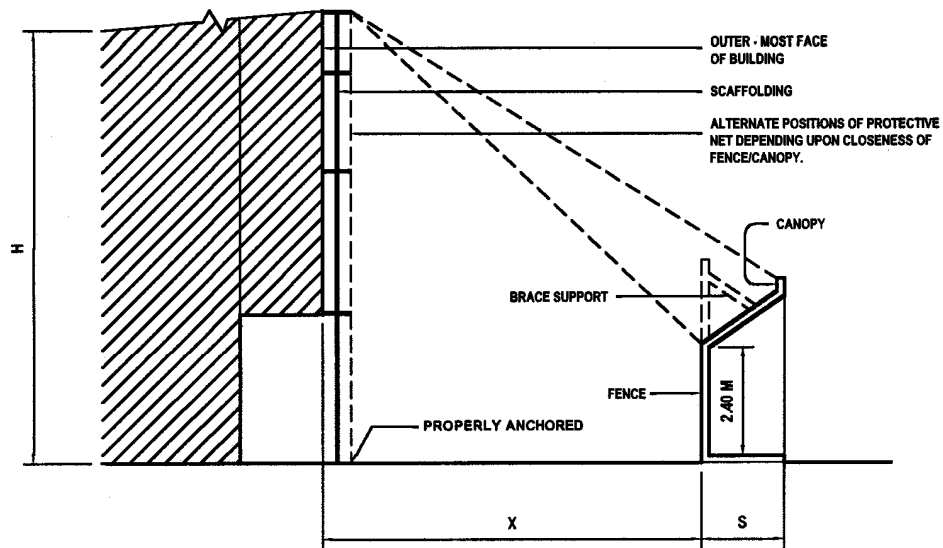 OUTER - MOST FACE
OF BUILDING
SCAFFOLDING
ALTERNATE POSITIONS OF PROTECTIVE
NET DEPENDING UPON CLOSENESS OF
FENCE/CANOPY.
CANOPY
H
BRACE SUPPORT
FENCE
2.40 M
PROPERLY ANCHORED
X
S